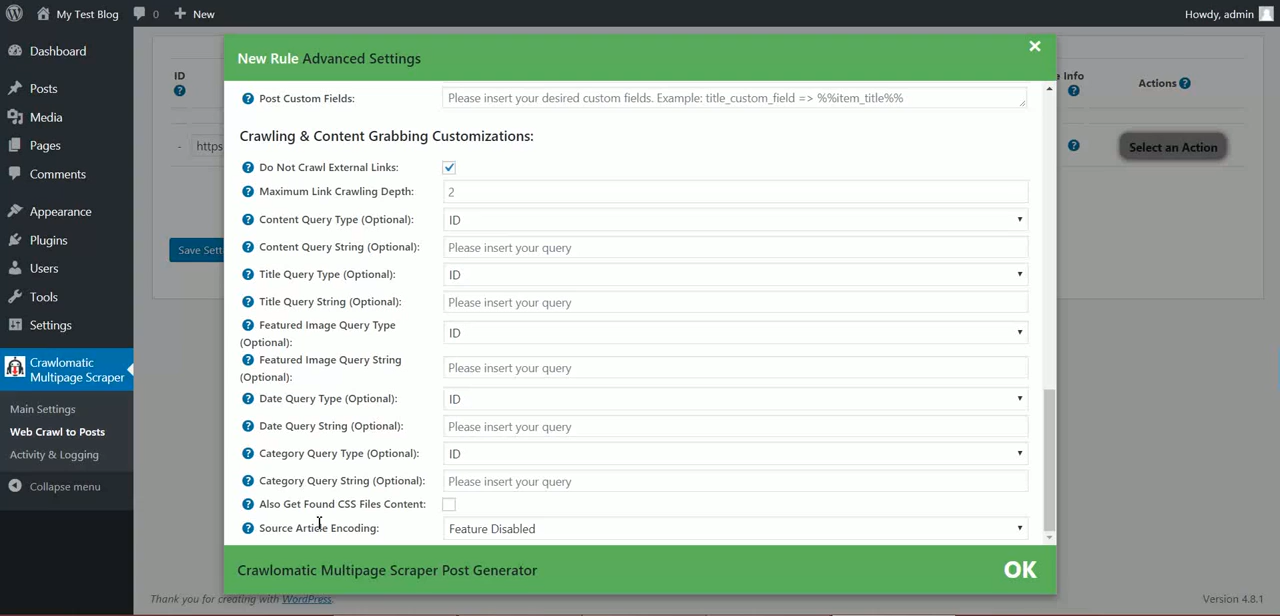 My Test Blog
0
New
Howdy, admin
Dashboard
Posts
Media
Pages
Comments
Appearance
Plugins
Users
Tools
Settings
Crawlomatic
Multipage Scraper
Main Settings
Web Crawl to Posts
Activity & Logging
Collapse menu
ID
?
- https
Save Sett
Info
?
Actions ?
?
Select an Action
New Rule Advanced Settings
×
? Post Custom Fields: Please insert your desired custom fields. Example: title_custom_field => %%item_title%%
Crawling & Content Grabbing Customizations:
? Do Not Crawl External Links:
? Maximum Link Crawling Depth: 2
? Content Query Type (Optional): ID
? Content Query String (Optional): Please insert your query
? Title Query Type (Optional): ID
? Title Query String (Optional): Please insert your query
? Featured Image Query Type
(Optional): ID
? Featured Image Query String
(Optional): Please insert your query
? Date Query Type (Optional): ID
? Date Query String (Optional): Please insert your query
? Category Query Type (Optional): ID
? Category Query String (Optional): Please insert your query
? Also Get Found CSS Files Content:
? Source Article Encoding: Feature Disabled
Crawlomatic Multipage Scraper Post Generator OK
Thank you for creating with WordPress.
Version 4.8.1